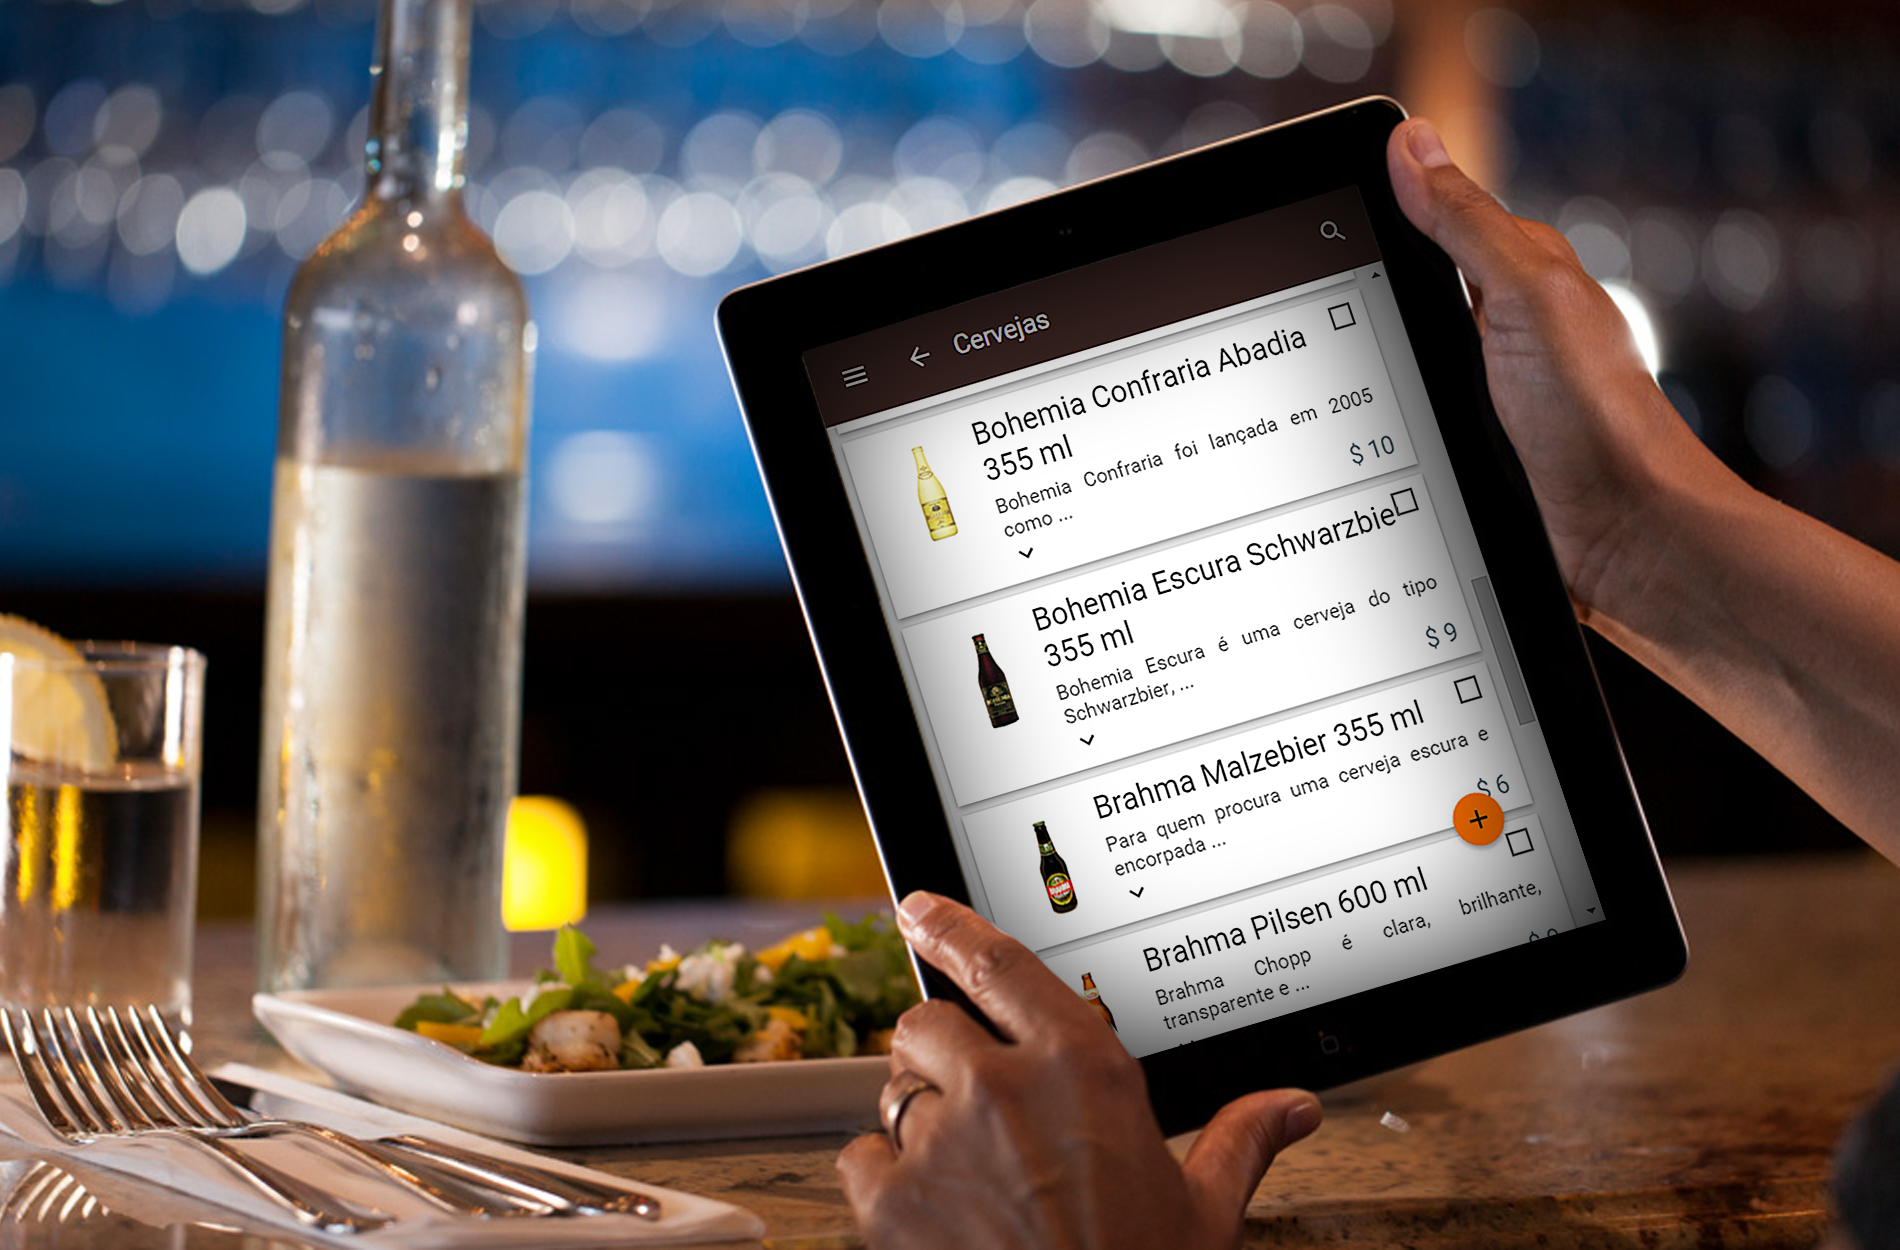 Cervejas
Bohemia Confraria Abadia
355 ml
Bohemia Confraria foi lançada em 2005
como ...
$ 10
Bohemia Escura Schwarzbie
355 ml
Bohemia Escura é uma cerveja do tipo
Schwarzbier, ...
$ 9
Brahma Malzebier 355 ml
Para quem procura uma cerveja escura e
encorpada ...
$ 6
+
Brahma Pilsen 600 ml
Brahma Chopp é clara, brilhante,
transparente e ...